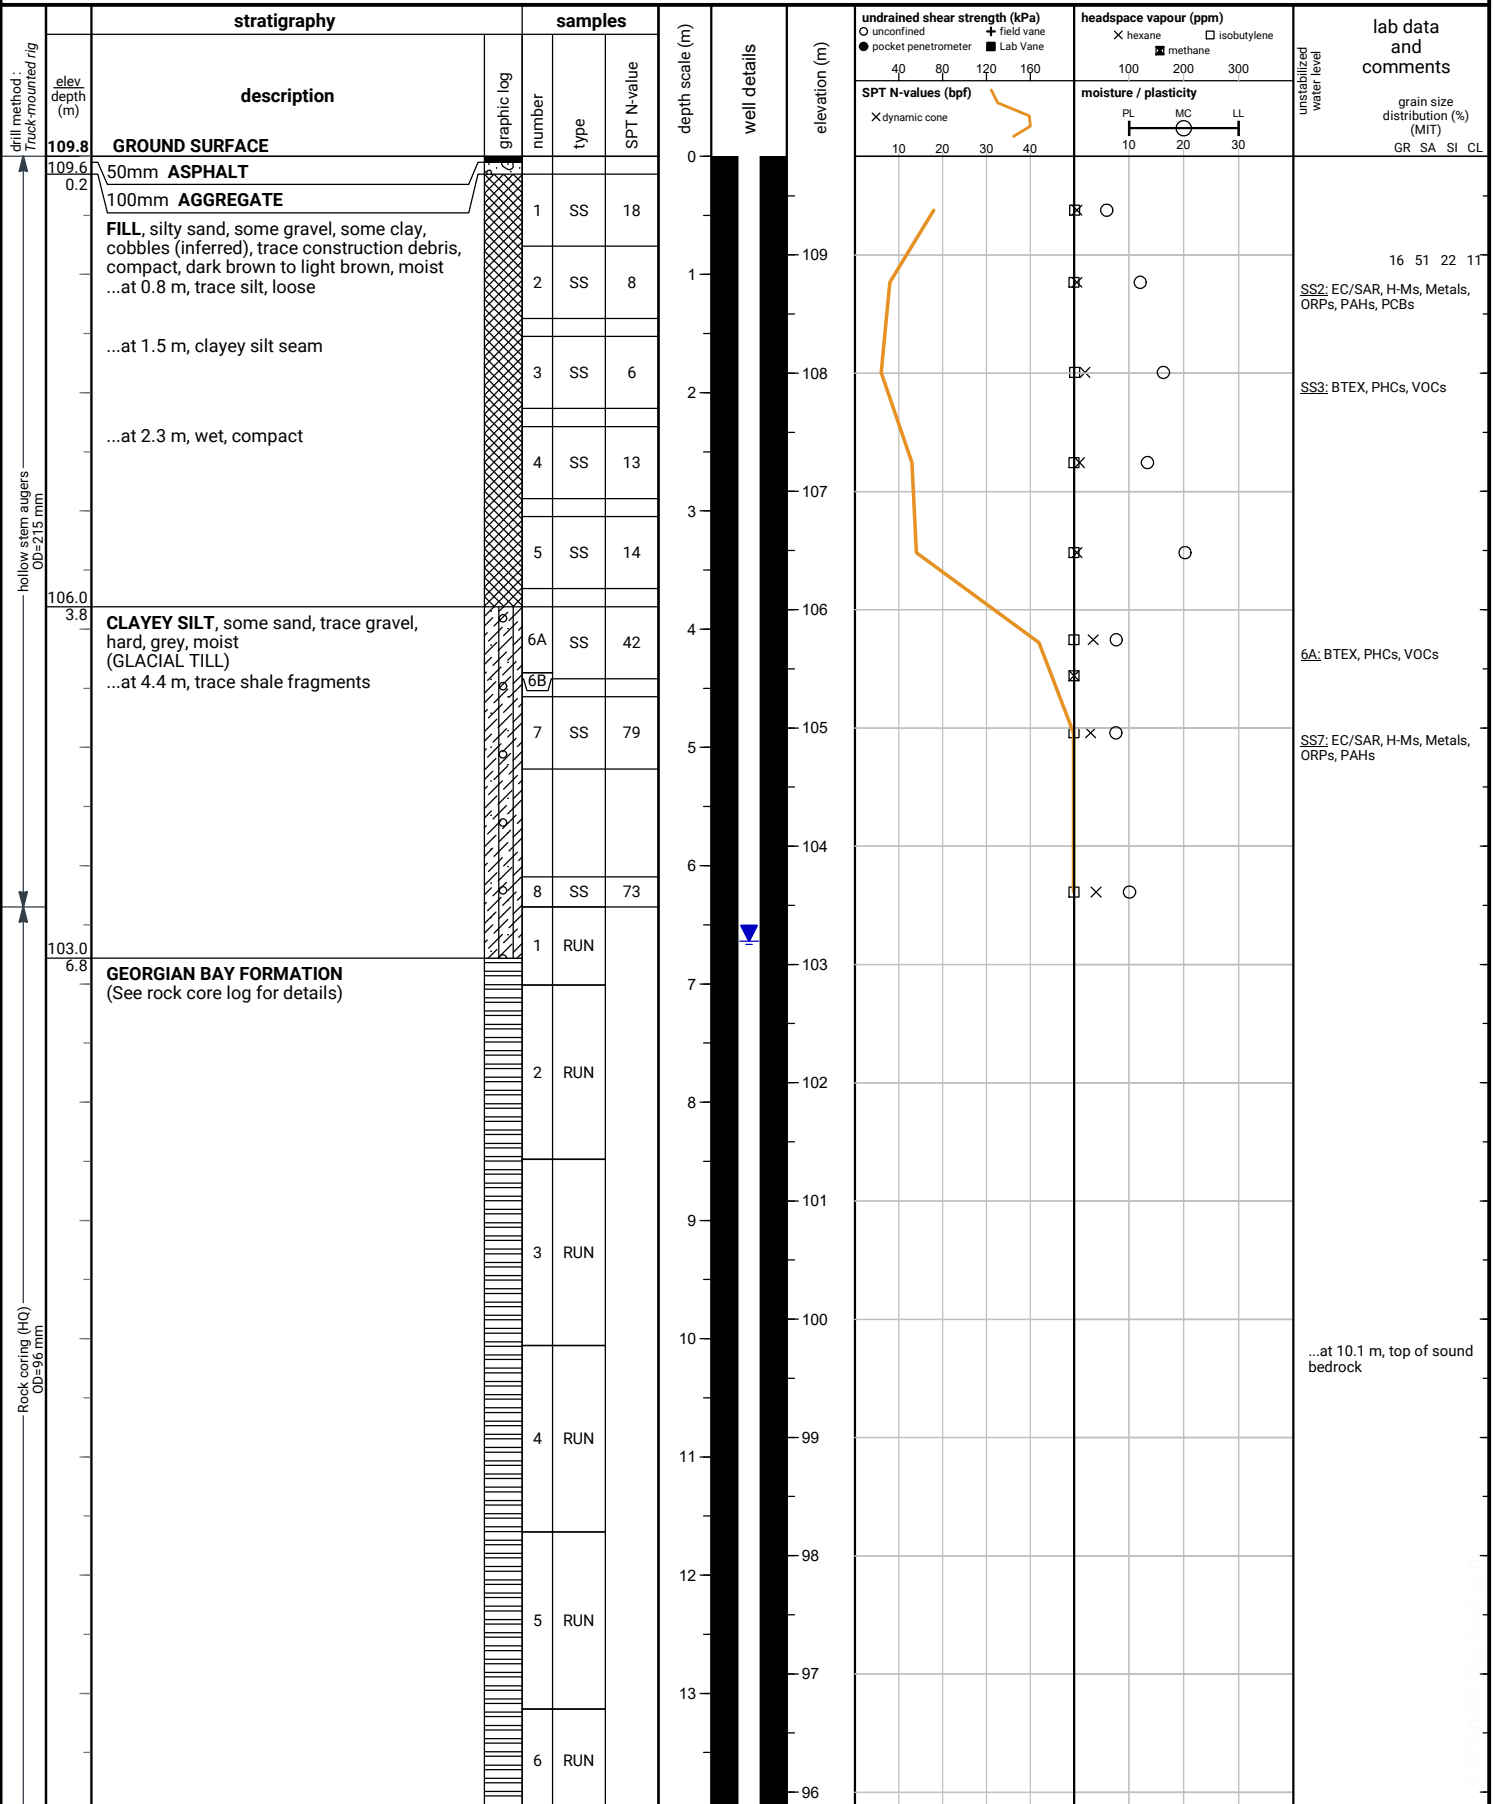 drill method :
Truck-mounted rig
stratigraphy
samples
elev
depth
(m)
description
graphic log
number
type
SPT N-value
depth scale (m)
well details
elevation (m)
undrained shear strength (kPa)
unconfined
field vane
pocket penetrometer
Lab Vane
40 80 120 160
SPT N-values (bpf)
dynamic cone
10 20 30 40
headspace vapour (ppm)
hexane
isobutylene
methane
100 200 300
moisture / plasticity
PL MC LL
10 20 30
unstabilized
water level
lab data
and
comments
grain size
distribution (%)
(MIT)
GR SA SI CL
109.8 GROUND SURFACE
109.6
0.2
50mm ASPHALT
100mm AGGREGATE
FILL, silty sand, some gravel, some clay,
cobbles (inferred), trace construction debris,
compact, dark brown to light brown, moist
...at 0.8 m, trace silt, loose
...at 1.5 m, clayey silt seam
...at 2.3 m, wet, compact
106.0
3.8
CLAYEY SILT, some sand, trace gravel,
hard, grey, moist
(GLACIAL TILL)
...at 4.4 m, trace shale fragments
103.0
6.8
GEORGIAN BAY FORMATION
(See rock core log for details)
hollow stem augers
OD=215 mm
Rock coring (HQ)
OD=96 mm
1 SS 18
2 SS 8
3 SS 6
4 SS 13
5 SS 14
6A SS 42
6B
7 SS 79
8 SS 73
1 RUN
2 RUN
3 RUN
4 RUN
5 RUN
6 RUN
0
1
2
3
4
5
6
7
8
9
10
11
12
13
109
108
107
106
105
104
103
102
101
100
99
98
97
96
16 51 22 11
SS2: EC/SAR, H-Ms, Metals,
ORPs, PAHs, PCBs
SS3: BTEX, PHCs, VOCs
6A: BTEX, PHCs, VOCs
SS7: EC/SAR, H-Ms, Metals,
ORPs, PAHs
...at 10.1 m, top of sound
bedrock